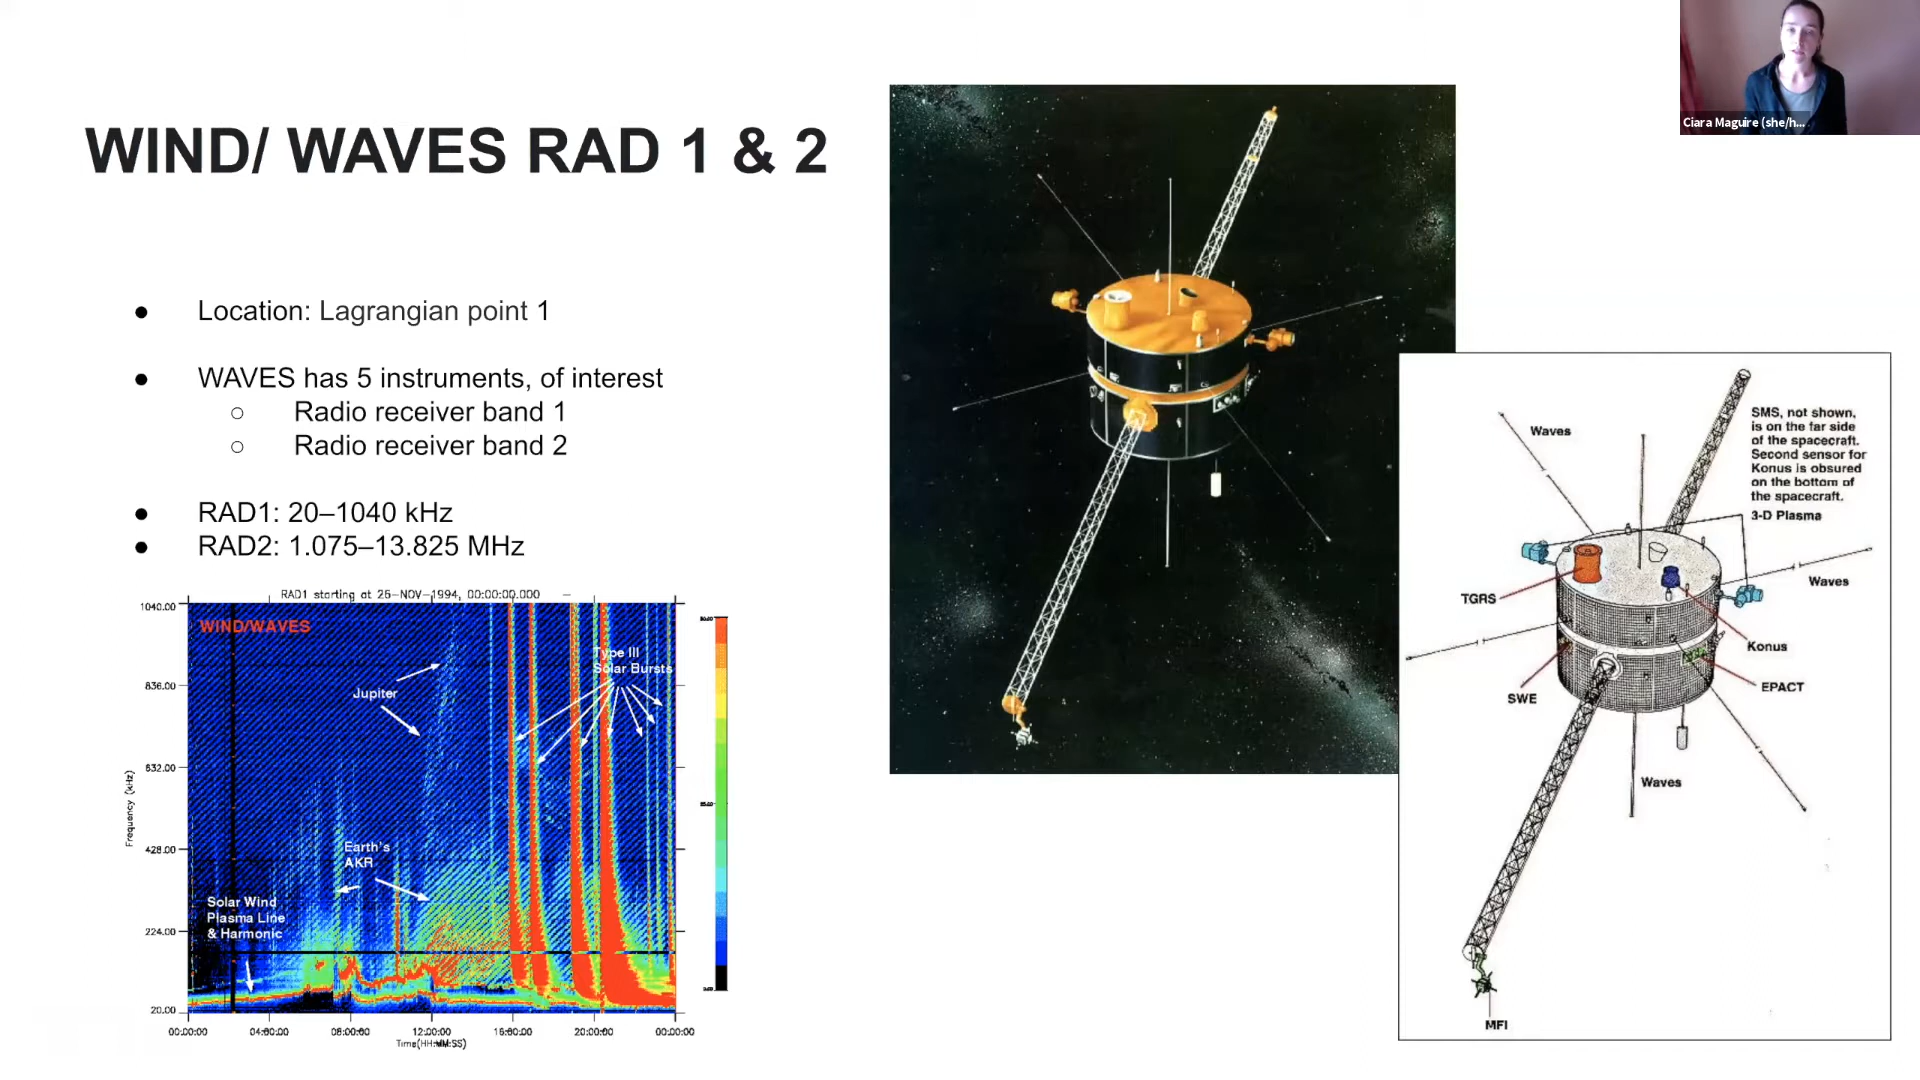 Ciara Maguire (she/h...
WIND/ WAVES RAD 1 & 2
● Location: Lagrangian point 1
● WAVES has 5 instruments, of interest
○ Radio receiver band 1
○ Radio receiver band 2
● RAD1: 20–1040 kHz
● RAD2: 1.075–13.825 MHz
RAD1 starting at 25-NOV-1994, 00:00:00.000
WIND/WAVES
Type III
Solar Bursts
Jupiter
Earth's
AKR
Solar Wind
Plasma Line
& Harmonic
Frequency (kHz)
1040.00
836.00
632.00
428.00
224.00
20.00
00:00:00 04:00:00 08:00:00 12:00:00 16:00:00 20:00:00 00:00:00
Time(HH:MM:SS)
Waves
SMS, not shown,
is on the far side
of the spacecraft.
Second sensor for
Konus is obsured
on the bottom of
the spacecraft.
3-D Plasma
Waves
TGRS
Konus
EPACT
SWE
Waves
MFI